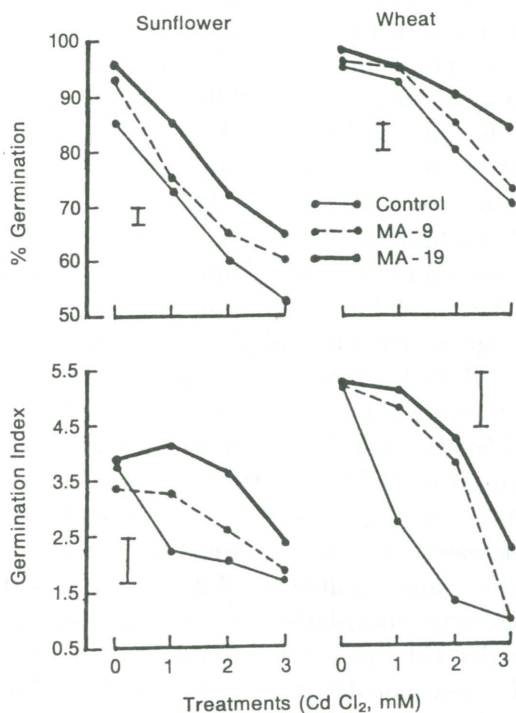 Sunflower
Wheat
% Germination
100
90
80
70
60
50
Control
MA-9
MA-19
Germination Index
5.5
4.5
3.5
2.5
1.5
0.5
0 1 2 3
0 1 2 3
Treatments (Cd Cl₂, mM)